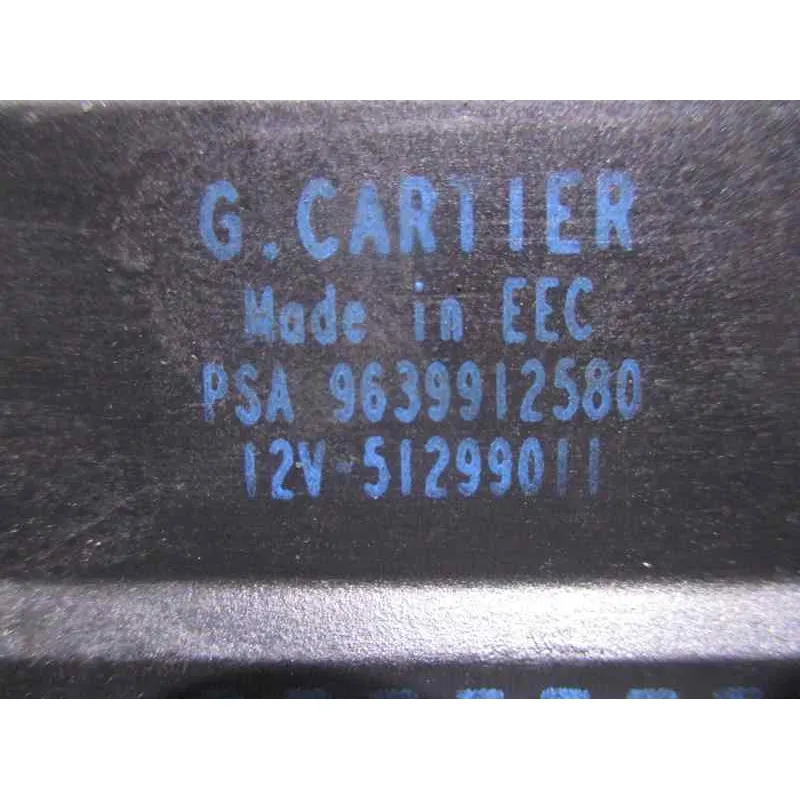 G.CARTIER
Made in EEC
PSA 9639912580
12V-51299011